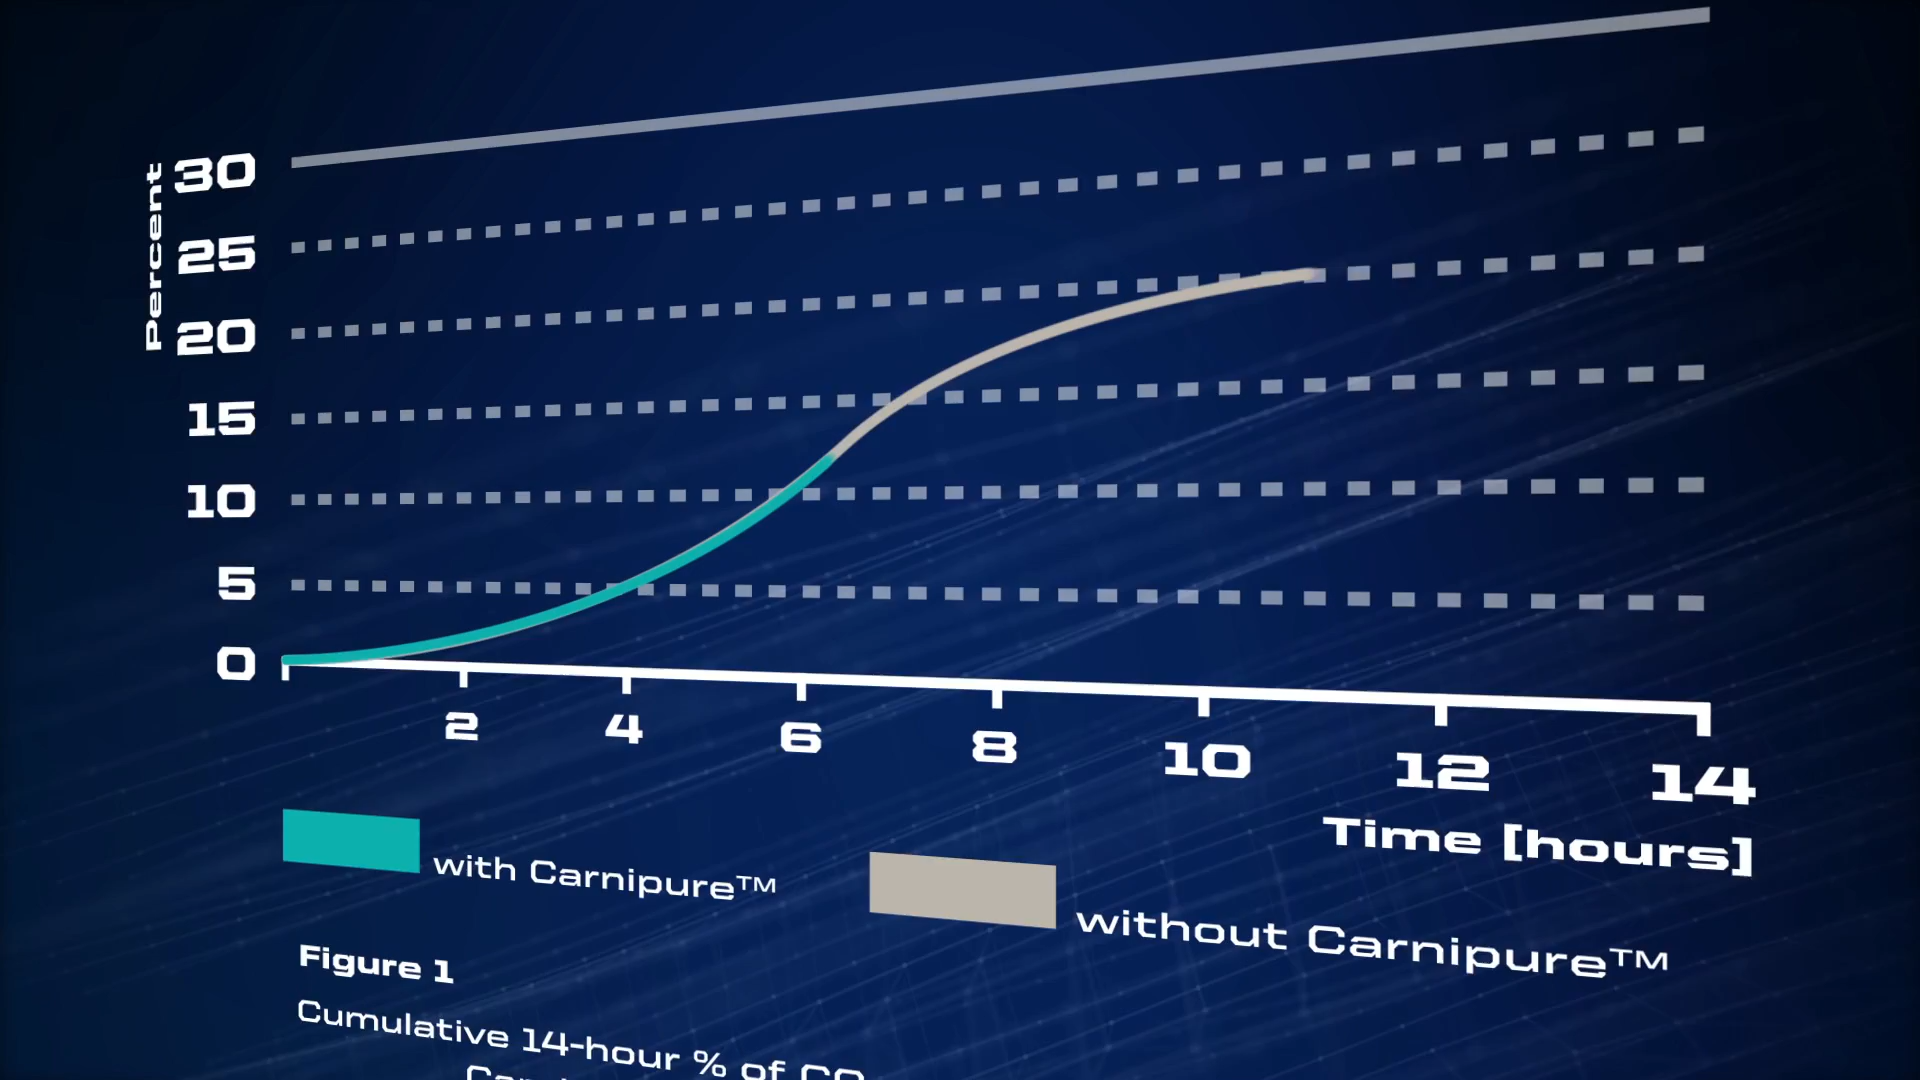 Percent
30
25
20
15
10
5
0
2 4 6 8 10 12 14
Time [hours]
with Carnipure™
without Carnipure™
Figure 1
Cumulative 14-hour % of